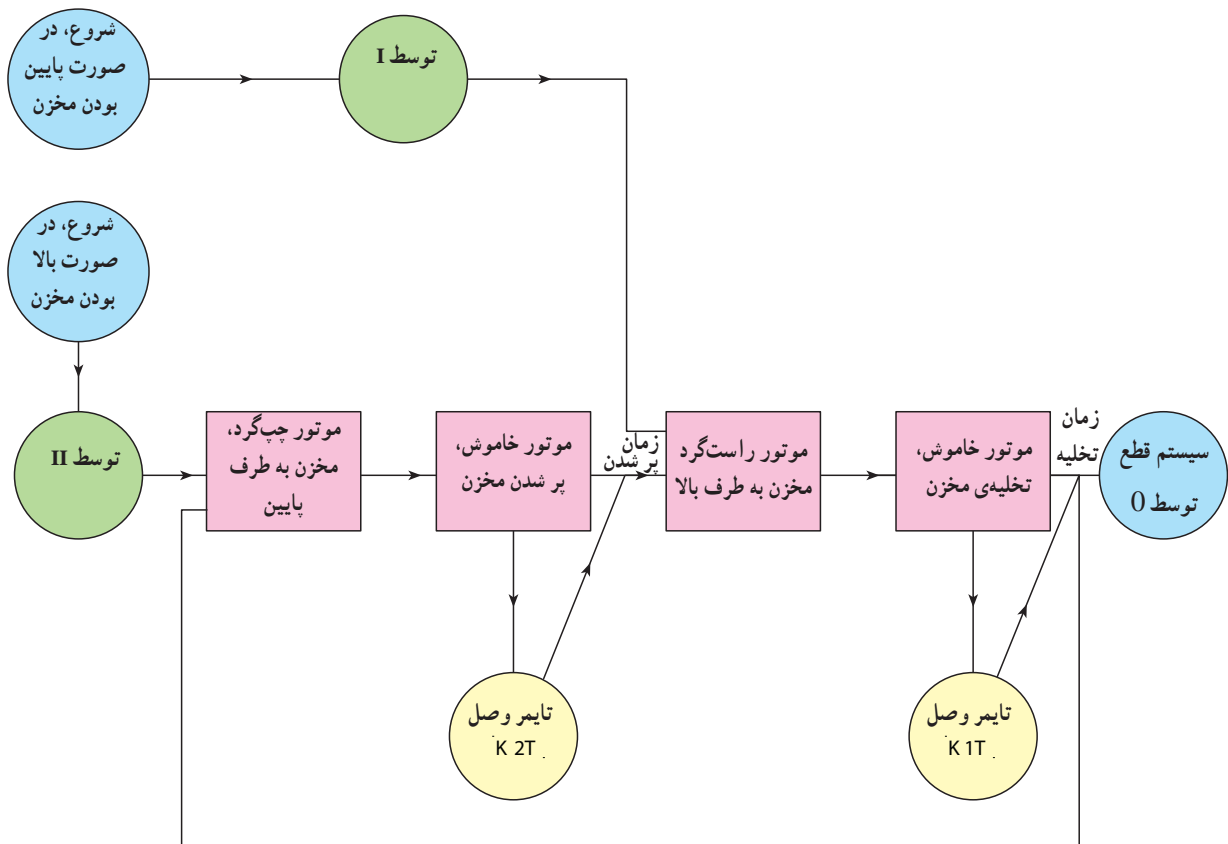 شروع، در
صورت پایین
بودن مخزن
توسط I
شروع، در
صورت بالا
بودن مخزن
توسط II
موتور چپ‌گرد،
مخزن به طرف
پایین
موتور خاموش،
پر شدن مخزن
زمان
پر شدن
موتور راست‌گرد
مخزن به طرف بالا
موتور خاموش،
تخلیه‌ی مخزن
زمان
تخلیه
سیستم قطع
توسط 0
تایمر وصل
K 2T
تایمر وصل
K 1T